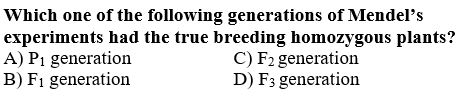 Which one of the following generations of Mendel's
experiments had the true breeding homozygous plants?
A) P₁ generation C) F₂ generation
B) F₁ generation D) F₃ generation